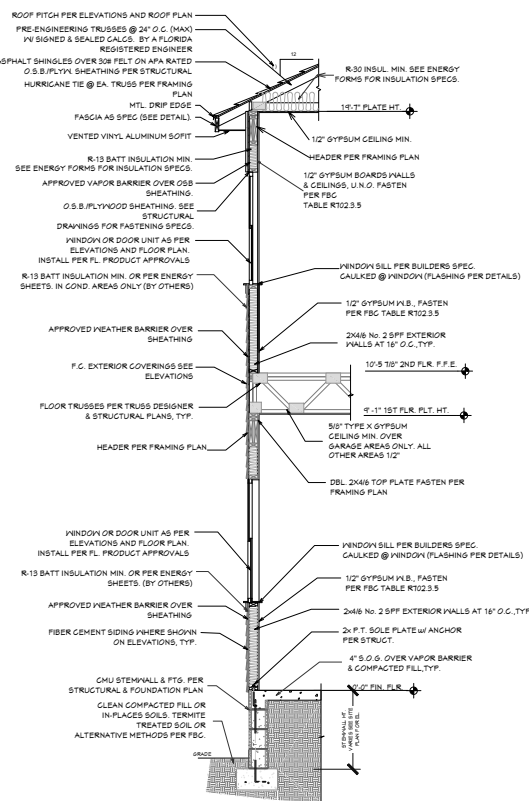 ROOF PITCH PER ELEVATIONS AND ROOF PLAN
PRE-ENGINEERING TRUSSES @ 24" O.C. (MAX)
W/ SIGNED & SEALED CALCS. BY A FLORIDA
REGISTERED ENGINEER
ASPHALT SHINGLES OVER 30# FELT ON APA RATED
O.S.B./PLYW. SHEATHING PER STRUCTURAL
HURRICANE TIE @ EA. TRUSS PER FRAMING
PLAN
MTL. DRIP EDGE
FASCIA AS SPEC (SEE DETAIL).
VENTED VINYL ALUMINUM SOFIT
R-13 BATT INSULATION MIN.
SEE ENERGY FORMS FOR INSULATION SPECS.
APPROVED VAPOR BARRIER OVER OSB
SHEATHING.
O.S.B./PLYWOOD SHEATHING. SEE
STRUCTURAL
DRAWINGS FOR FASTENING SPECS.
WINDOW OR DOOR UNIT AS PER
ELEVATIONS AND FLOOR PLAN.
INSTALL PER FL. PRODUCT APPROVALS
R-13 BATT INSULATION MIN. OR PER ENERGY
SHEETS. IN COND. AREAS ONLY (BY OTHERS)
APPROVED WEATHER BARRIER OVER
SHEATHING
F.C. EXTERIOR COVERINGS SEE
ELEVATIONS
FLOOR TRUSSES PER TRUSS DESIGNER
& STRUCTURAL PLANS, TYP.
HEADER PER FRAMING PLAN
WINDOW OR DOOR UNIT AS PER
ELEVATIONS AND FLOOR PLAN.
INSTALL PER FL. PRODUCT APPROVALS
R-13 BATT INSULATION MIN. OR PER ENERGY
SHEETS. (BY OTHERS)
APPROVED WEATHER BARRIER OVER
SHEATHING
FIBER CEMENT SIDING WHERE SHOWN
ON ELEVATIONS, TYP.
CMU STEMWALL & FTG. PER
STRUCTURAL & FOUNDATION PLAN
CLEAN COMPACTED FILL OR
IN-PLACES SOILS. TERMITE
TREATED SOIL OR
ALTERNATIVE METHODS PER FBC.
GRADE
12
R-30 INSUL. MIN. SEE ENERGY
FORMS FOR INSULATION SPECS.
19'-7" PLATE HT.
1/2" GYPSUM CEILING MIN.
HEADER PER FRAMING PLAN
1/2" GYPSUM BOARDS WALLS
& CEILINGS, U.N.O. FASTEN
PER FBC
TABLE R702.3.5
WINDOW SILL PER BUILDERS SPEC.
CAULKED @ WINDOW (FLASHING PER DETAILS)
1/2" GYPSUM W.B., FASTEN
PER FBC TABLE R702.3.5
2X4/6 No. 2 SPF EXTERIOR
WALLS AT 16" O.C.,TYP.
10'-5 7/8" 2ND FLR. F.F.E.
9'-1" 1ST FLR. PLT. HT.
5/8" TYPE X GYPSUM
CEILING MIN. OVER
GARAGE AREAS ONLY. ALL
OTHER AREAS 1/2"
DBL. 2X4/6 TOP PLATE FASTEN PER
FRAMING PLAN
WINDOW SILL PER BUILDERS SPEC.
CAULKED @ WINDOW (FLASHING PER DETAILS)
1/2" GYPSUM W.B., FASTEN
PER FBC TABLE R702.3.5
2x4/6 No. 2 SPF EXTERIOR WALLS AT 16" O.C.,TYP
2x P.T. SOLE PLATE w/ ANCHOR
PER STRUCT.
4" S.O.G. OVER VAPOR BARRIER
& COMPACTED FILL,TYP.
0'-0" FIN. FLR.
STEMWALL HT
VARIES SEE SITE
PLAN FOR EL.